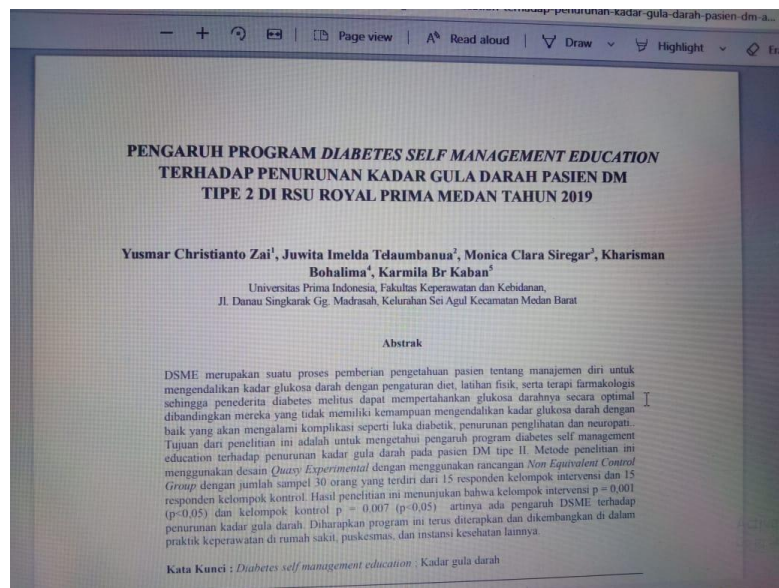 -terhadap-penurunan-kadar-gula-darah-pasien-dm-a...
Page view
Read aloud
Draw
Highlight
PENGARUH PROGRAM DIABETES SELF MANAGEMENT EDUCATION
TERHADAP PENURUNAN KADAR GULA DARAH PASIEN DM
TIPE 2 DI RSU ROYAL PRIMA MEDAN TAHUN 2019
Yusmar Christianto Zai¹, Juwita Imelda Telaumbanua², Monica Clara Siregar³, Kharisman
Bohalima⁴, Karmila Br Kaban⁵
Universitas Prima Indonesia, Fakultas Keperawatan dan Kebidanan,
Jl. Danau Singkarak Gg. Madrasah, Kelurahan Sei Agul Kecamatan Medan Barat
Abstrak
DSME merupakan suatu proses pemberian pengetahuan pasien tentang manajemen diri untuk
mengendalikan kadar glukosa darah dengan pengaturan diet, latihan fisik, serta terapi farmakologis
sehingga penederita diabetes melitus dapat mempertahankan glukosa darahnya secara optimal
dibandingkan mereka yang tidak memiliki kemampuan mengendalikan kadar glukosa darah dengan
baik yang akan mengalami komplikasi seperti luka diabetik, penurunan penglihatan dan neuropati..
Tujuan dari penelitian ini adalah untuk mengetahui pengaruh program diabetes self management
education terhadap penurunan kadar gula darah pada pasien DM tipe II. Metode penelitian ini
menggunakan desain Quasy Experimental dengan menggunakan rancangan Non Equivalent Control
Group dengan jumlah sampel 30 orang yang terdiri dari 15 responden kelompok intervensi dan 15
responden kelompok kontrol. Hasil penelitian ini menunjukan bahwa kelompok intervensi p = 0,001
(p<0,05) dan kelompok kontrol p = 0.007 (p<0,05) artinya ada pengaruh DSME terhadap
penurunan kadar gula darah. Diharapkan program ini terus diterapkan dan dikembangkan di dalam
praktik keperawatan di rumah sakit, puskesmas, dan instansi kesehatan lainnya.
Kata Kunci : Diabetes self management education , Kadar gula darah